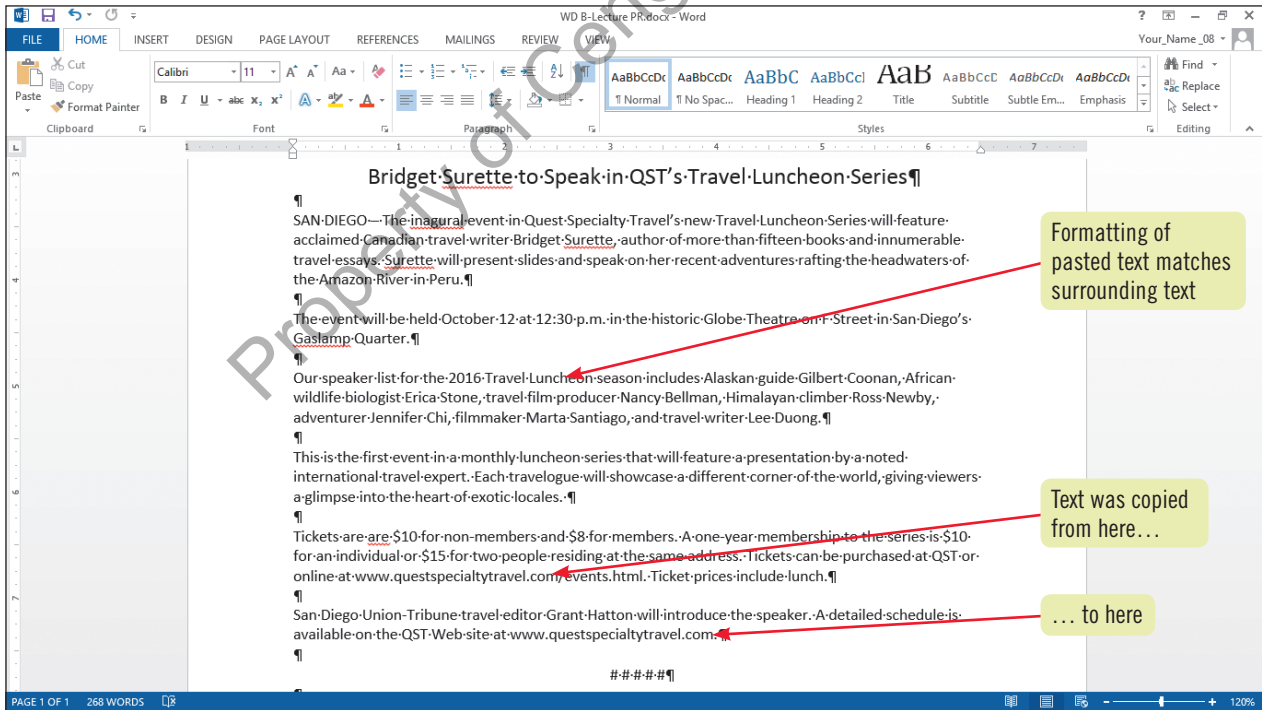 WD B-Lecture PR.docx - Word
FILE HOME INSERT DESIGN PAGE LAYOUT REFERENCES MAILINGS REVIEW VIEW Your_Name_08
Cut
Copy
Paste
Format Painter
Clipboard
Calibri 11
Font
Paragraph
AaBbCcDc AaBbCcDc AaBbC AaBbCcl AaB AaBbCcD AaBbCcDc AaBbCcDc
¶ Normal ¶ No Spac... Heading 1 Heading 2 Title Subtitle Subtle Em... Emphasis
Styles
Find
Replace
Select
Editing
1 1 2 3 4 5 6 7
Property of Ceng
Bridget·Surette·to·Speak·in·QST’s·Travel·Luncheon·Series¶
¶
SAN·DIEGO—·The·inagural·event·in·Quest·Specialty·Travel’s·new·Travel·Luncheon·Series·will·feature·
acclaimed·Canadian·travel·writer·Bridget·Surette,·author·of·more·than·fifteen·books·and·innumerable·
travel·essays.·Surette·will·present·slides·and·speak·on·her·recent·adventures·rafting·the·headwaters·of·
the·Amazon·River·in·Peru.¶
¶
The·event·will·be·held·October·12·at·12:30·p.m.·in·the·historic·Globe·Theatre·on·F·Street·in·San·Diego’s·
Gaslamp·Quarter.¶
¶
Our·speaker·list·for·the·2016·Travel·Luncheon·season·includes·Alaskan·guide·Gilbert·Coonan,·African·
wildlife·biologist·Erica·Stone,·travel·film·producer·Nancy·Bellman,·Himalayan·climber·Ross·Newby,·
adventurer·Jennifer·Chi,·filmmaker·Marta·Santiago,·and·travel·writer·Lee·Duong.¶
¶
This·is·the·first·event·in·a·monthly·luncheon·series·that·will·feature·a·presentation·by·a·noted·
international·travel·expert.·Each·travelogue·will·showcase·a·different·corner·of·the·world,·giving·viewers·
a·glimpse·into·the·heart·of·exotic·locales.·¶
¶
Tickets·are·are·$10·for·non-members·and·$8·for·members.·A·one-year·membership·to·the·series·is·$10·
for·an·individual·or·$15·for·two·people·residing·at·the·same·address.·Tickets·can·be·purchased·at·QST·or·
online·at·www.questspecialtytravel.com/events.html.·Ticket·prices·include·lunch.¶
¶
San·Diego·Union-Tribune·travel·editor·Grant·Hatton·will·introduce·the·speaker.·A·detailed·schedule·is·
available·on·the·QST·Web·site·at·www.questspecialtytravel.com.¶
¶
#·#·#·#·#¶
Formatting of
pasted text matches
surrounding text
Text was copied
from here…
… to here
PAGE 1 OF 1 268 WORDS 120%